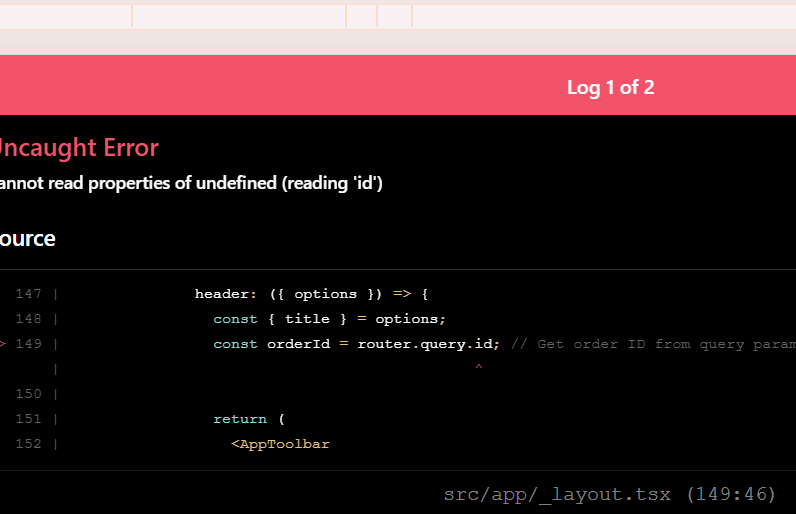 Log 1 of 2
Uncaught Error
annot read properties of undefined (reading 'id')
ource
147 | header: ({ options }) => {
148 | const { title } = options;
> 149 | const orderId = router.query.id; // Get order ID from query param
| ^
150 |
151 | return (
152 | <AppToolbar
src/app/_layout.tsx (149:46)